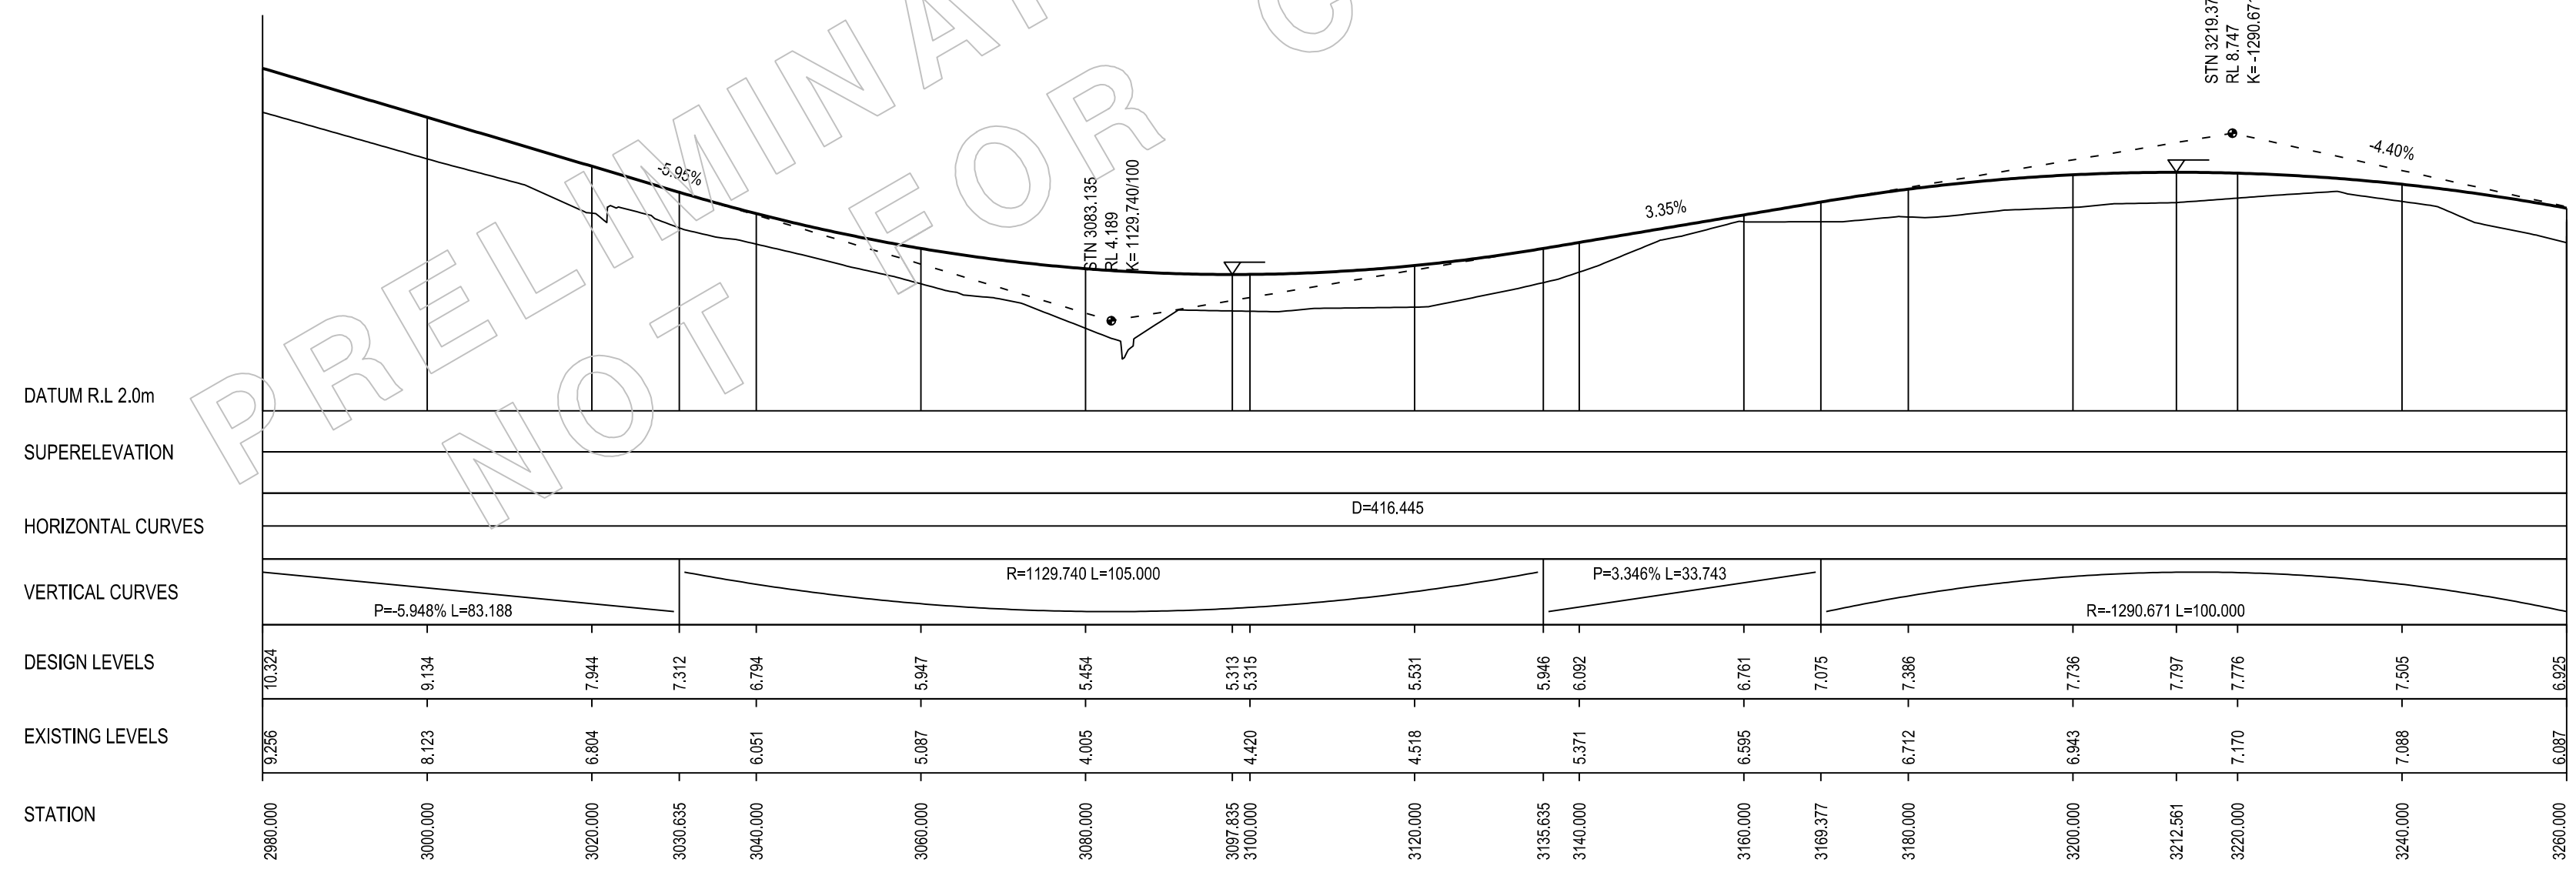 STN 3219.37
RL 8.747
K= -1290.671
-5.95%
STN 3083.135
RL 4.189
K= 1129.740/100
3.35%
-4.40%
NOT FOR
DATUM R.L 2.0m
SUPERELEVATION
HORIZONTAL CURVES
D=416.445
VERTICAL CURVES
P=-5.948% L=83.188
R=1129.740 L=105.000
P=3.346% L=33.743
R=-1290.671 L=100.000
DESIGN LEVELS
10.324 9.134 7.944 7.312 6.794 5.947 5.454 5.313 5.315 5.531 5.946 6.092 6.761 7.075 7.386 7.736 7.797 7.776 7.505 6.925
EXISTING LEVELS
9.256 8.123 6.804 6.051 5.087 4.005 4.420 4.518 5.371 6.595 6.712 6.943 7.170 7.088 6.087
STATION
2980.000 3000.000 3020.000 3030.635 3040.000 3060.000 3080.000 3097.835 3100.000 3120.000 3135.635 3140.000 3160.000 3169.377 3180.000 3200.000 3212.561 3220.000 3240.000 3260.000